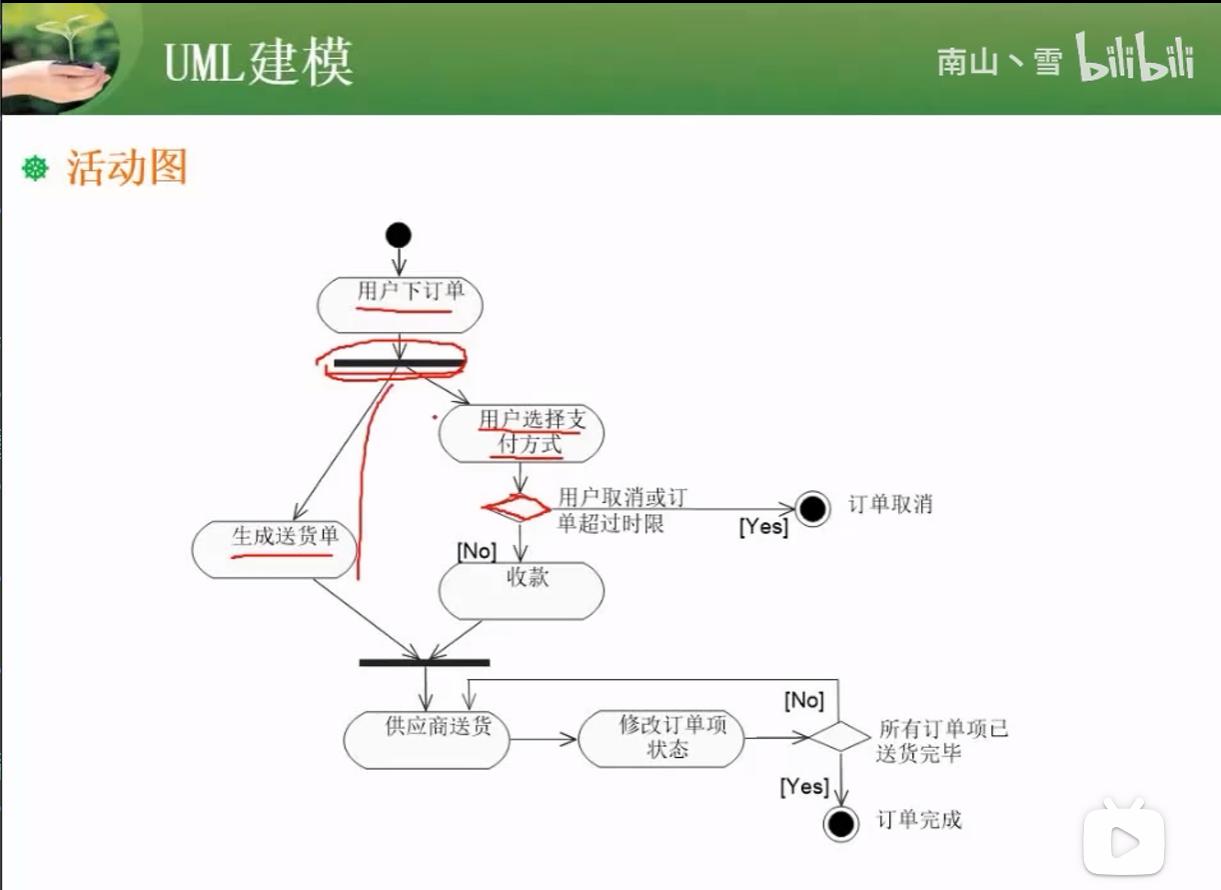 UML建模
南山丶雪 bilibili
活动图
用户下订单
用户选择支
付方式
用户取消或订
单超过时限
[Yes]
订单取消
生成送货单
[No]
收款
供应商送货
修改订单项
状态
[No]
所有订单项已
送货完毕
[Yes]
订单完成